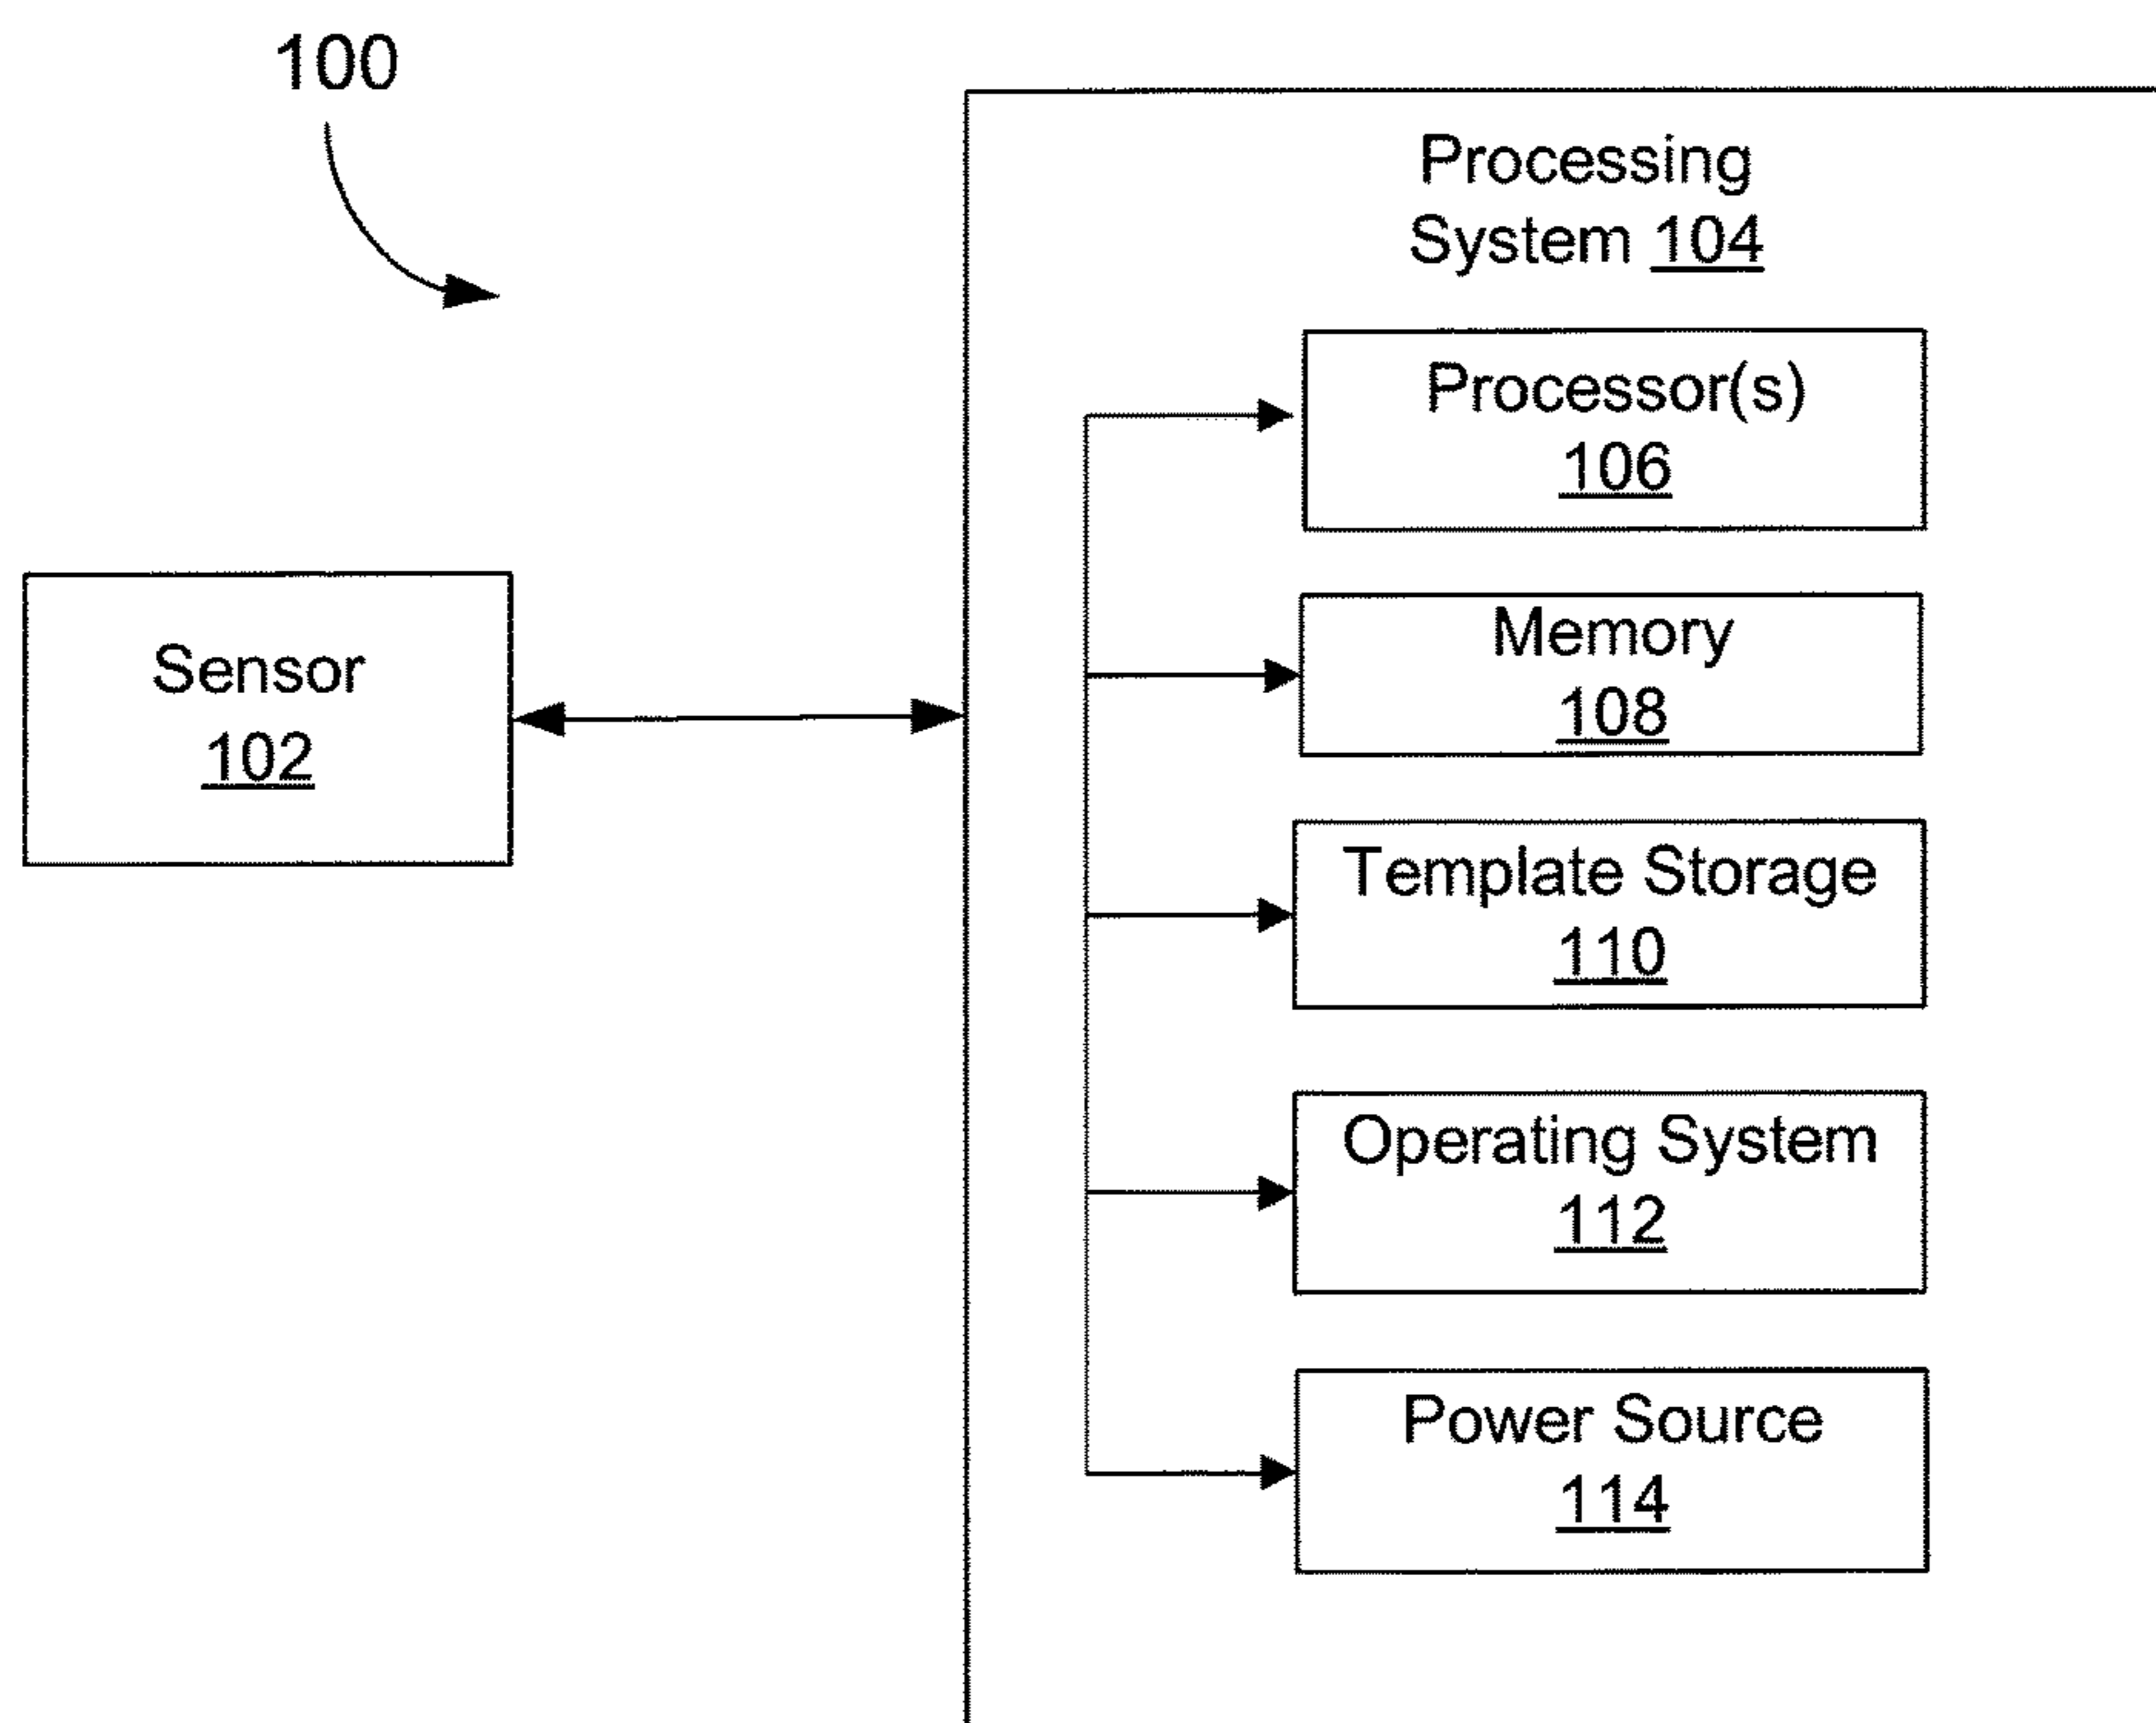 100
Processing
System 104
Processor(s)
106
Sensor
102
Memory
108
Template Storage
110
Operating System
112
Power Source
114